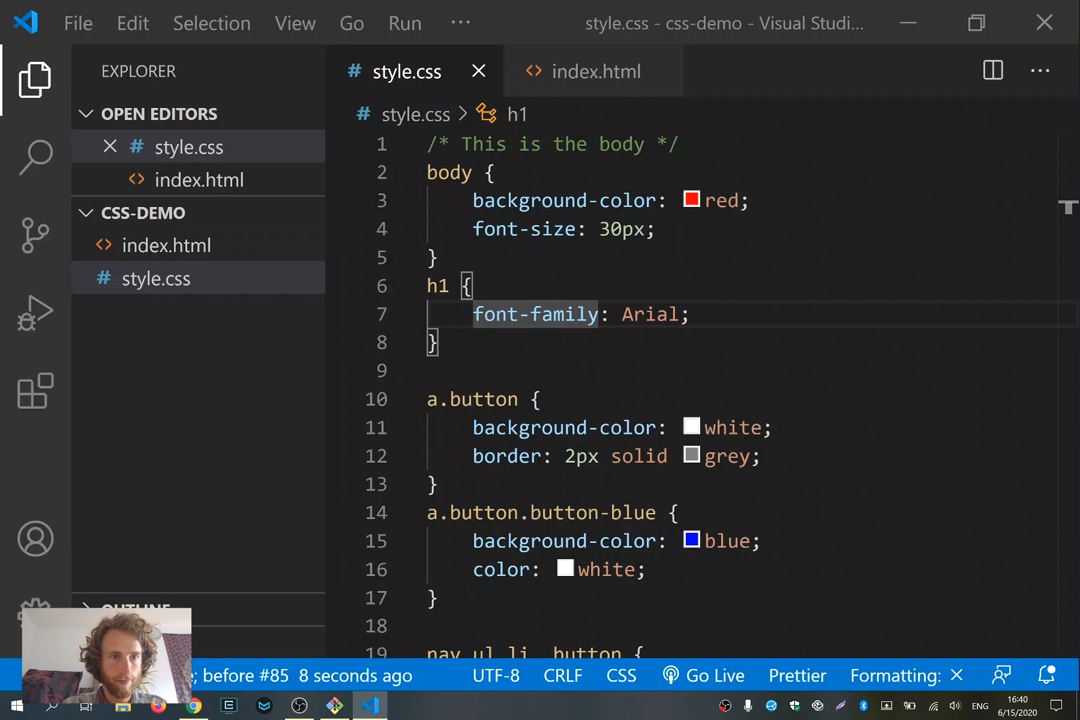 File Edit Selection View Go Run ··· style.css - css-demo - Visual Studi...
EXPLORER
OPEN EDITORS
style.css
index.html
CSS-DEMO
index.html
style.css
# style.css <> index.html ···
# style.css > h1
1 /* This is the body */
2 body {
3 background-color: red;
4 font-size: 30px;
5 }
6 h1 {
7 font-family: Arial;
8 }
9
10 a.button {
11 background-color: white;
12 border: 2px solid grey;
13 }
14 a.button.button-blue {
15 background-color: blue;
16 color: white;
17 }
18
19 nav ul li button {
; before #85 8 seconds ago UTF-8 CRLF CSS Go Live Prettier Formatting: ×
ENG 16:40
6/15/2020